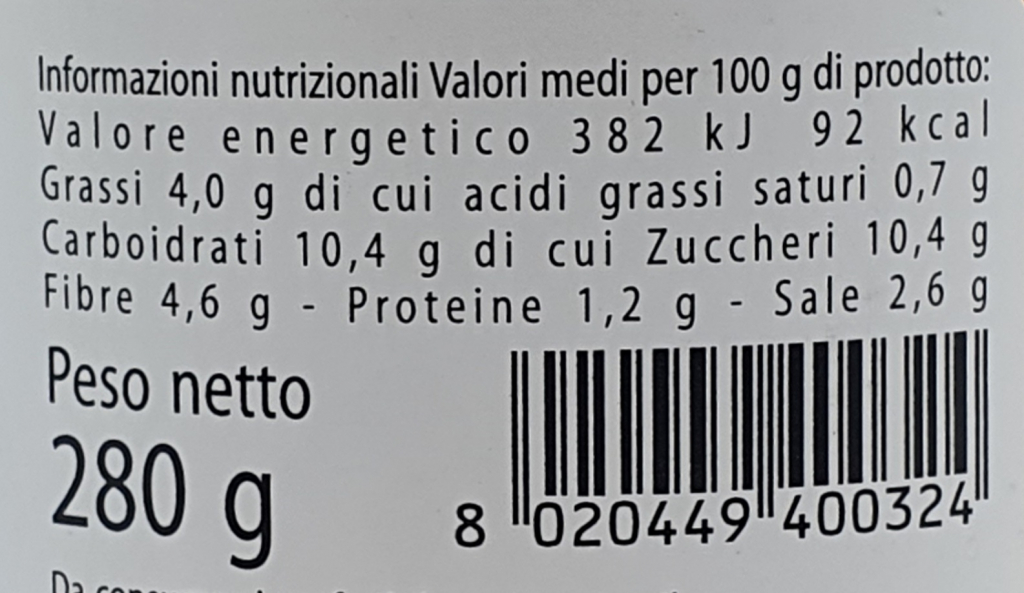 Informazioni nutrizionali Valori medi per 100 g di prodotto:
Valore energetico 382 kJ 92 kcal
Grassi 4,0 g di cui acidi grassi saturi 0,7 g
Carboidrati 10,4 g di cui Zuccheri 10,4 g
Fibre 4,6 g - Proteine 1,2 g - Sale 2,6 g
Peso netto
280 g
8 020449 400324
Da